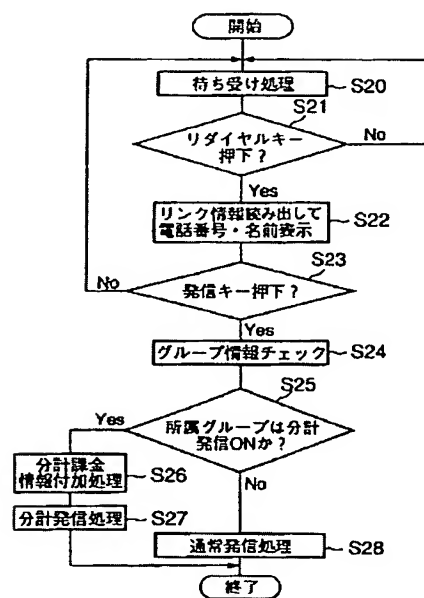 開始
待ち受け処理
S20
S21
リダイヤルキー
押下？
No
Yes
リンク情報読み出して
電話番号・名前表示
S22
S23
No
発信キー押下？
Yes
グループ情報チェック
S24
S25
Yes
所属グループは分計
発信ONか？
分計課金
情報付加処理
S26
No
分計発信処理
S27
通常発信処理
S28
終了